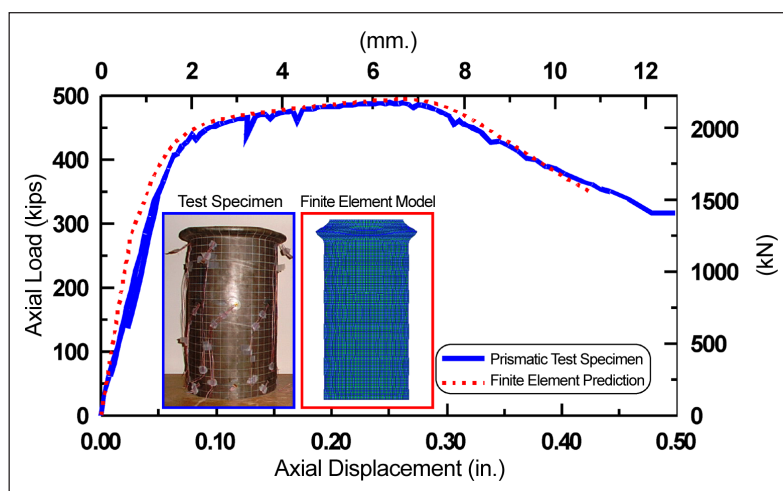 (mm.)
0 2 4 6 8 10 12
500
400
300
200
100
0
Axial Load (kips)
2000
1500
1000
500
0
(kN)
Test Specimen
Finite Element Model
Prismatic Test Specimen
Finite Element Prediction
0.00 0.10 0.20 0.30 0.40 0.50
Axial Displacement (in.)